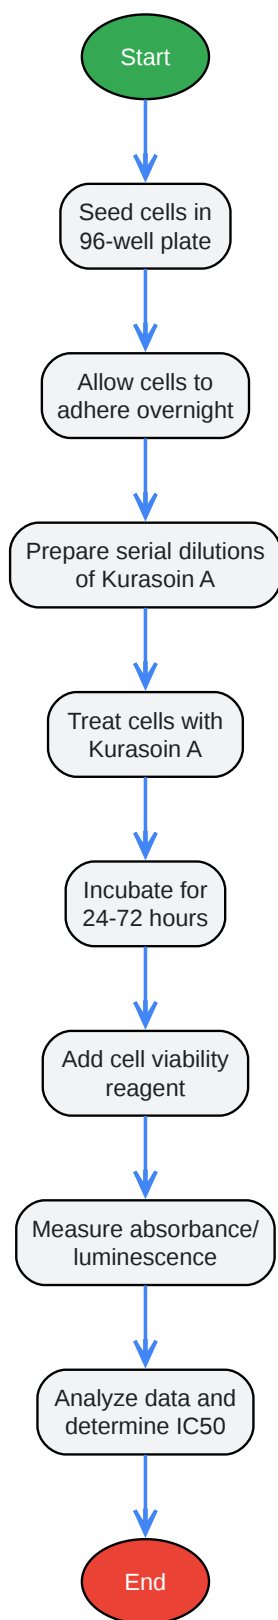 Start
Seed cells in
96-well plate
Allow cells to
adhere overnight
Prepare serial dilutions
of Kurasoin A
Treat cells with
Kurasoin A
Incubate for
24-72 hours
Add cell viability
reagent
Measure absorbance/
luminescence
Analyze data and
determine IC50
End